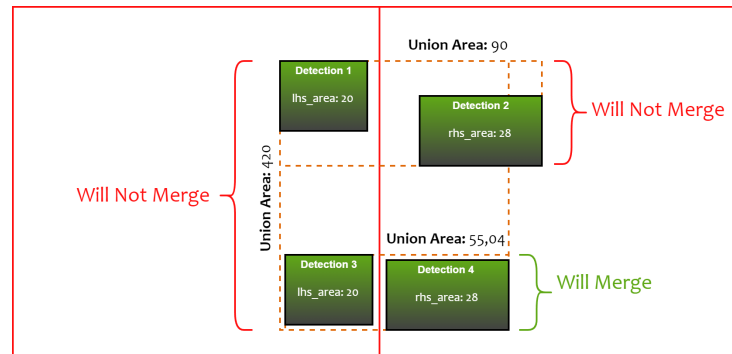 Union Area: 90
Detection 1
lhs_area: 20
Detection 2
rhs_area: 28
Will Not Merge
Will Not Merge
Union Area: 420
Union Area: 55,04
Detection 3
lhs_area: 20
Detection 4
rhs_area: 28
Will Merge